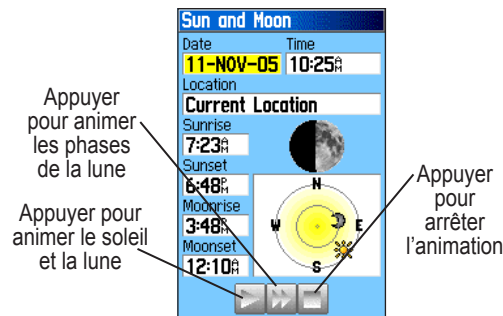 Sun and Moon
Date Time
11-NOV-05 10:25AM
Location
Current Location
Sunrise
7:23AM
Sunset
6:48PM
Moonrise
3:48PM
Moonset
12:10AM
N
W E
S
Appuyer
pour animer
les phases
de la lune
Appuyer pour
animer le soleil
et la lune
Appuyer
pour
arrêter
l’animation